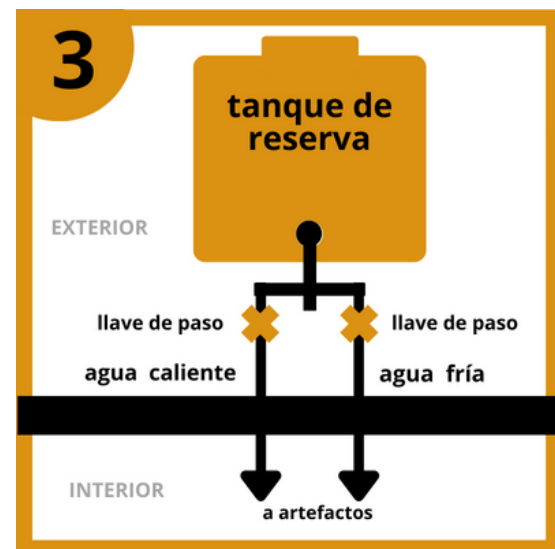 3
tanque de
reserva
EXTERIOR
llave de paso
llave de paso
agua caliente
agua fría
INTERIOR
a artefactos